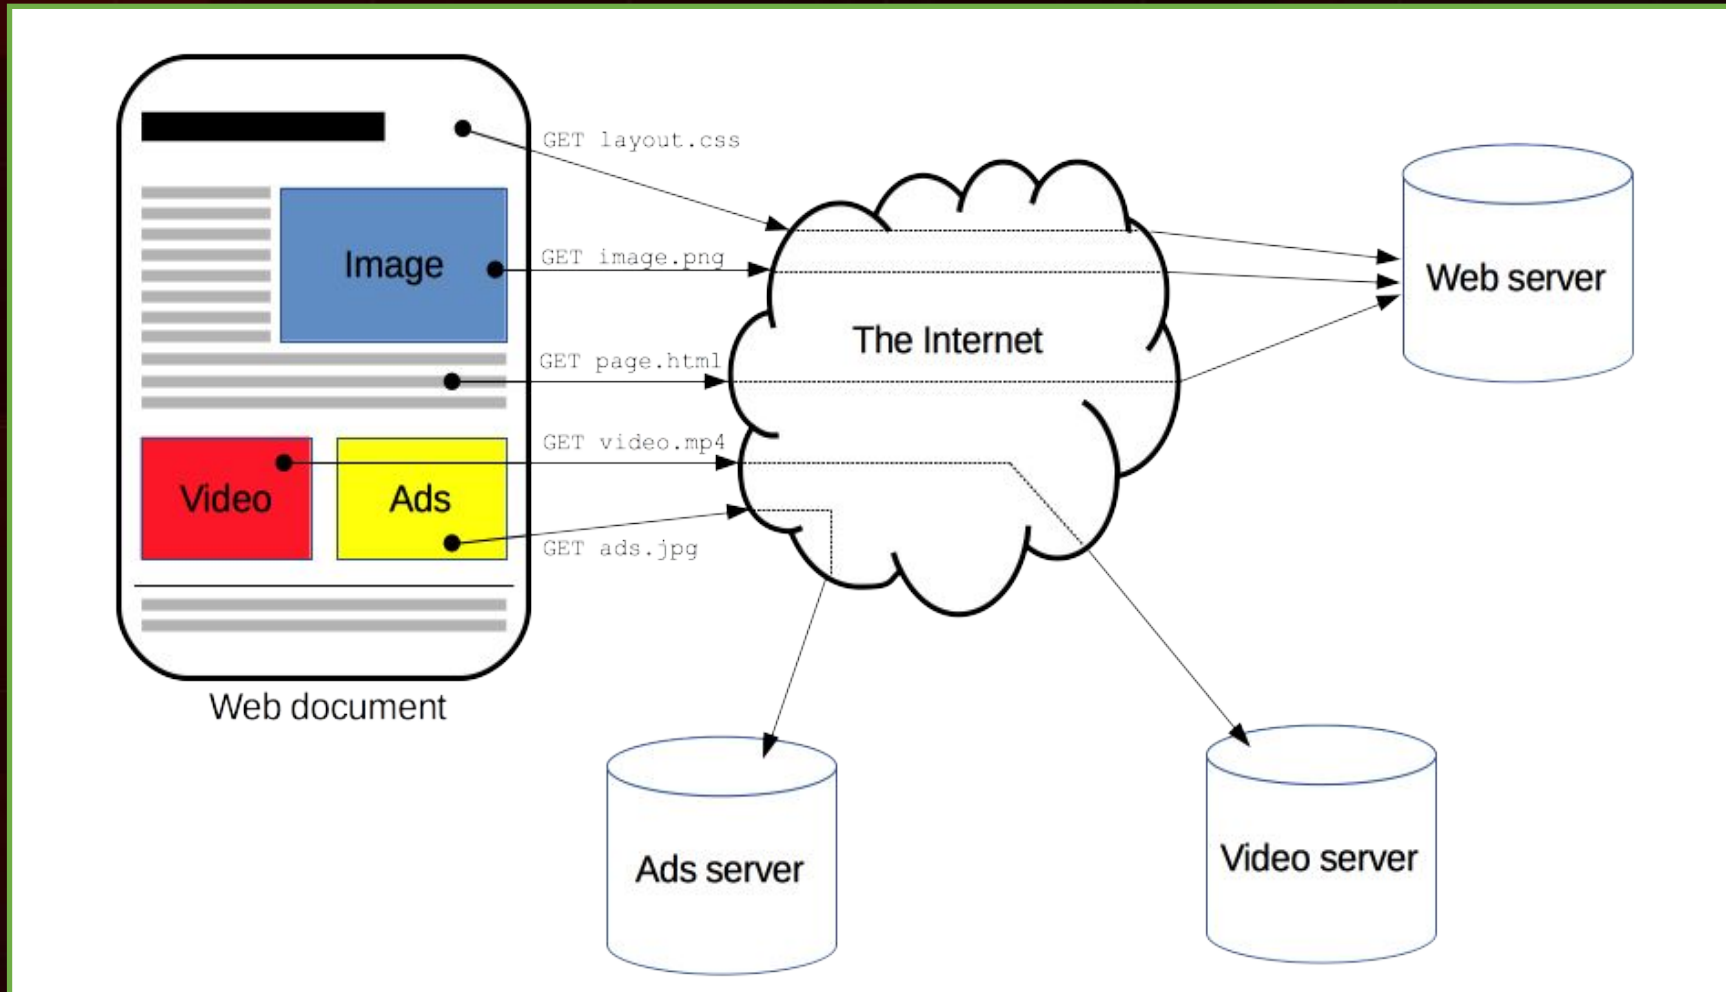 GET layout.css
Image
GET image.png
The Internet
Web server
GET page.html
GET video.mp4
Video
Ads
GET ads.jpg
Web document
Ads server
Video server